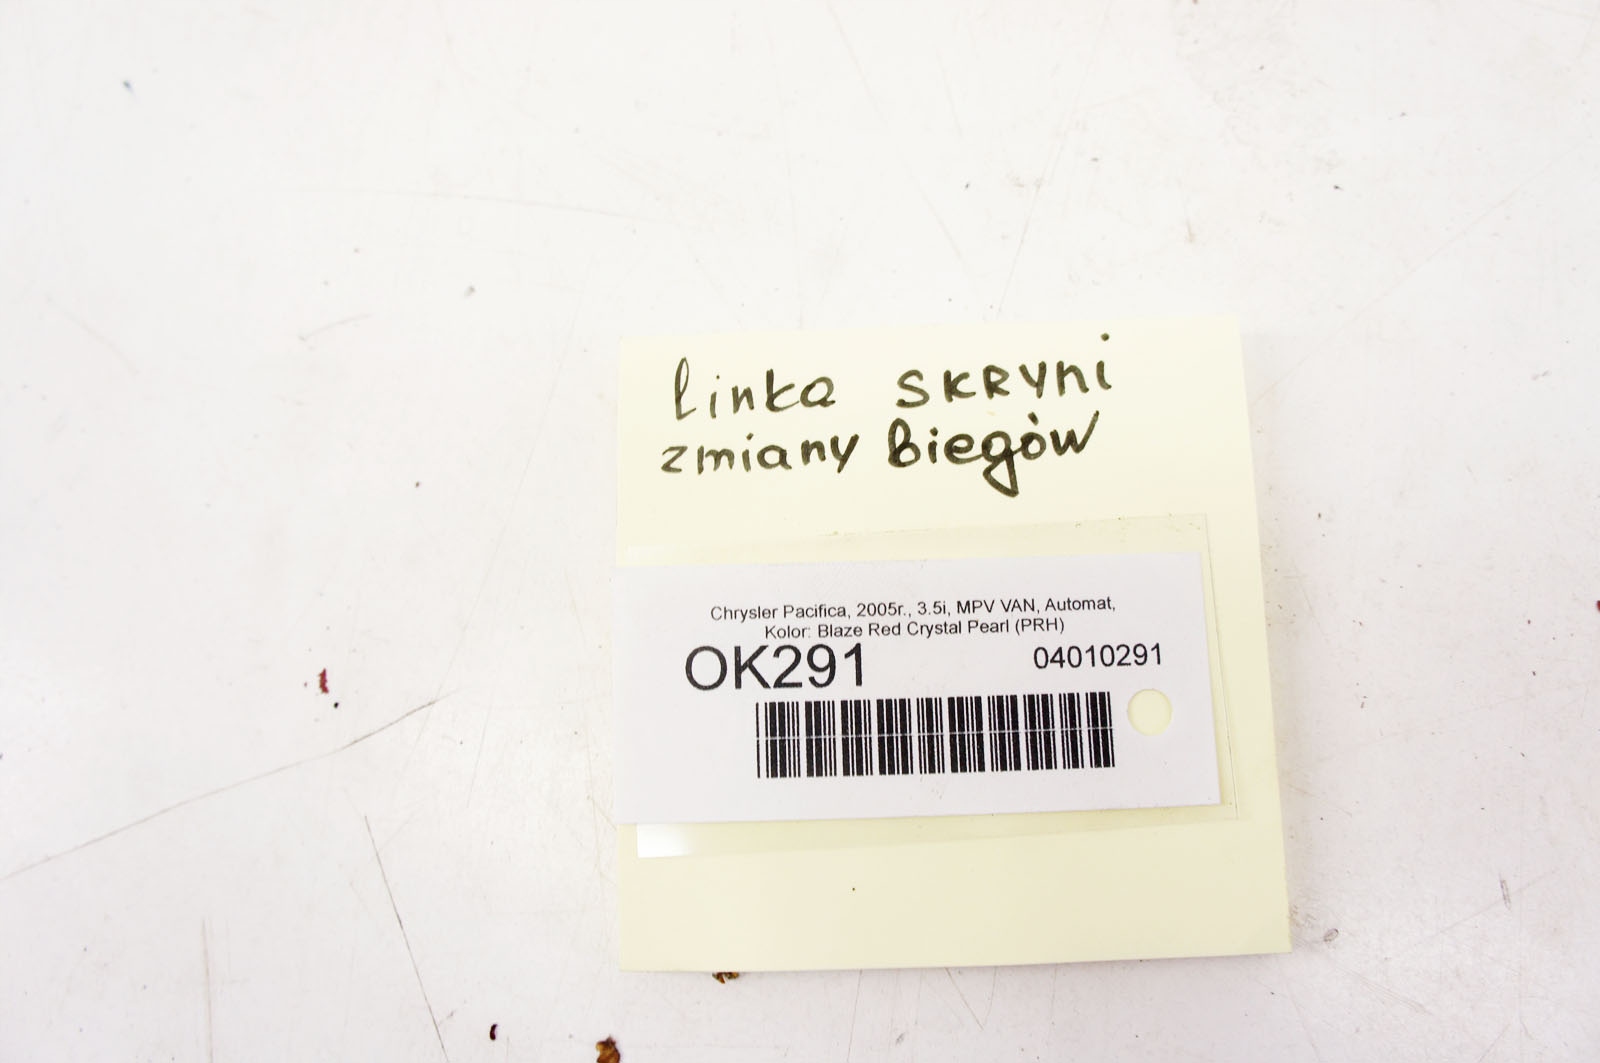 linka SKRYNI
zmiany Biegów
Chrysler Pacifica, 2005r., 3.5i, MPV VAN, Automat,
Kolor: Blaze Red Crystal Pearl (PRH)
OK291 04010291